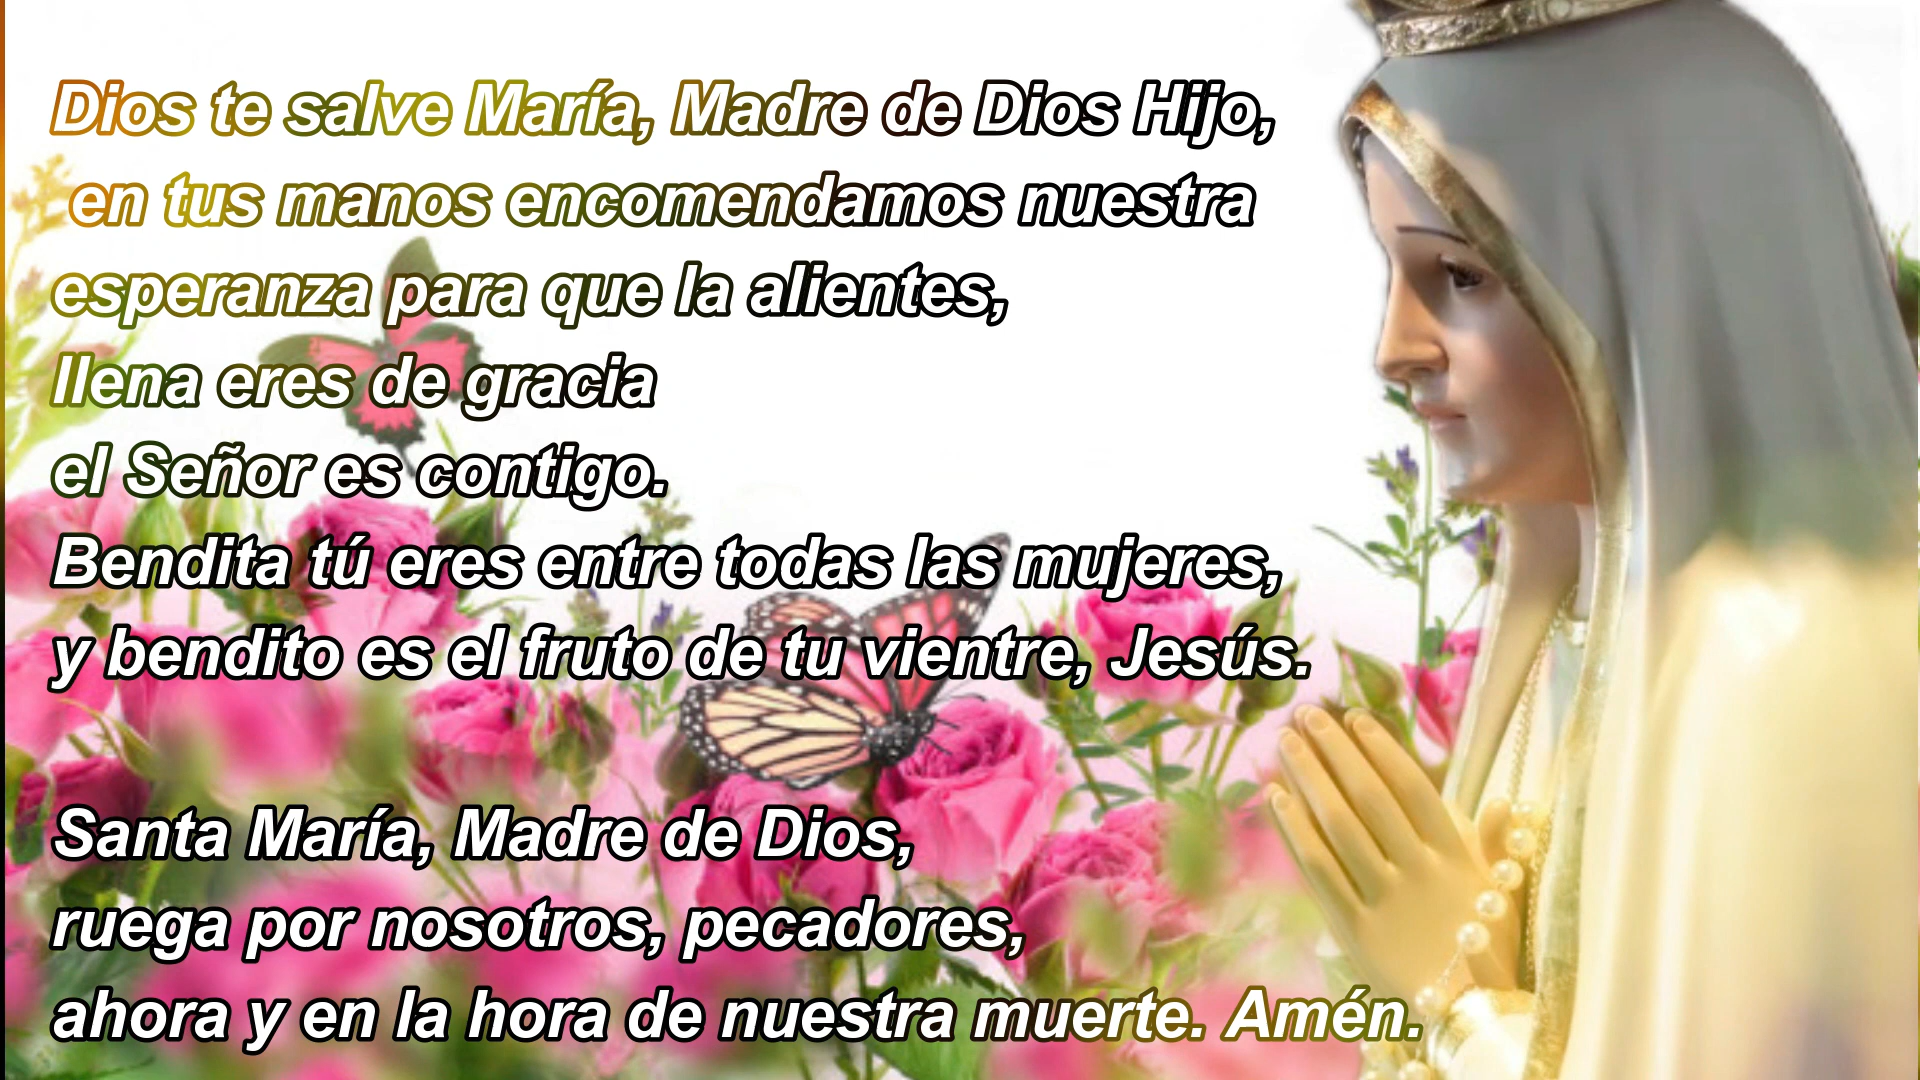 Dios te salve María, Madre de Dios Hijo,
en tus manos encomendamos nuestra
esperanza para que la alientes,
llena eres de gracia
el Señor es contigo.
Bendita tú eres entre todas las mujeres,
y bendito es el fruto de tu vientre, Jesús.
Santa María, Madre de Dios,
ruega por nosotros, pecadores,
ahora y en la hora de nuestra muerte. Amén.